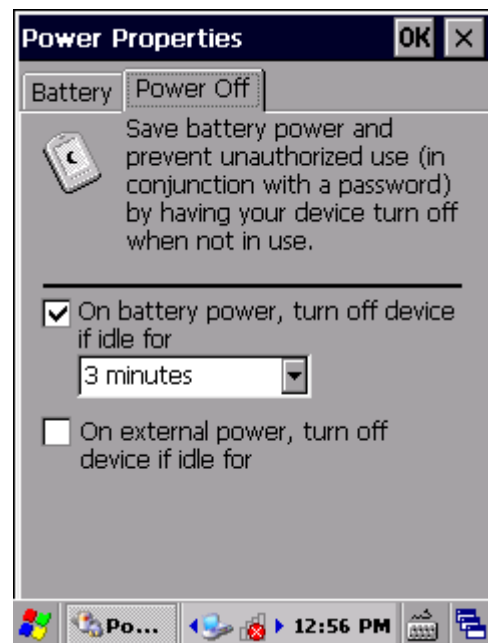 Power Properties OK ×
Battery Power Off
Save battery power and
prevent unauthorized use (in
conjunction with a password)
by having your device turn off
when not in use.
On battery power, turn off device
if idle for
3 minutes
On external power, turn off
device if idle for
Po... 12:56 PM